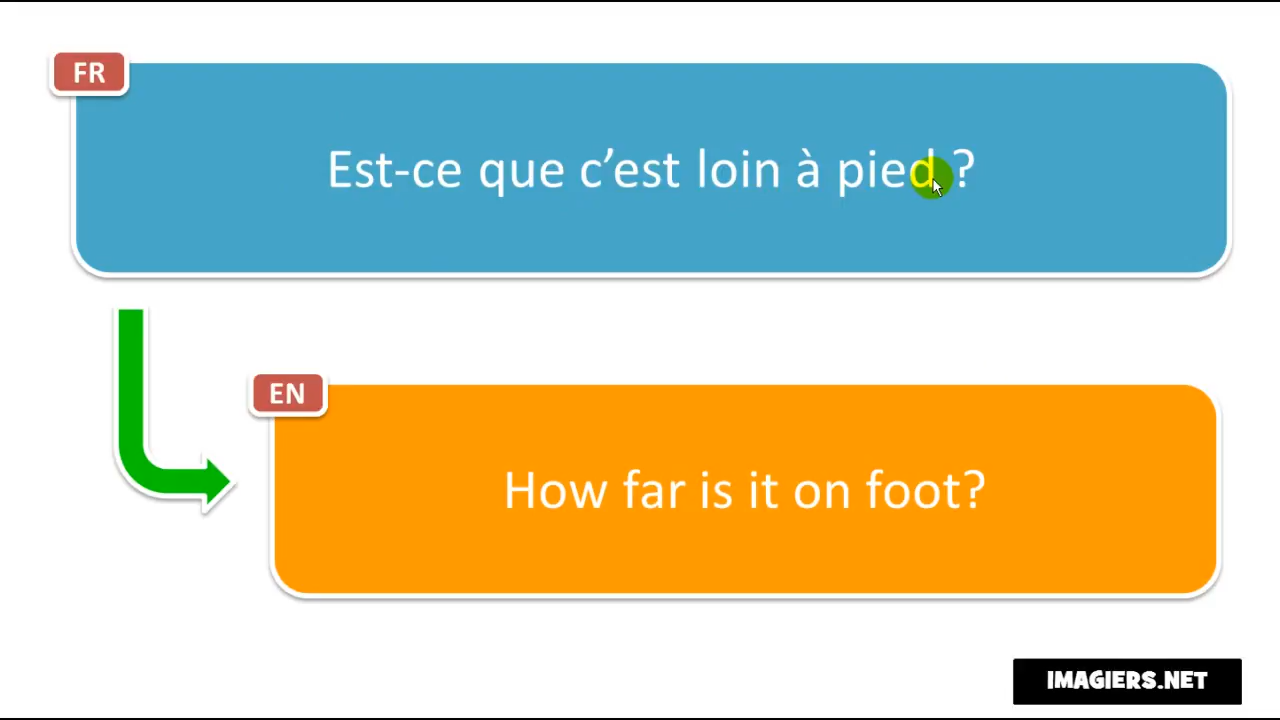 FR
Est-ce que c’est loin à pied ?
EN
How far is it on foot?
IMAGIERS.NET